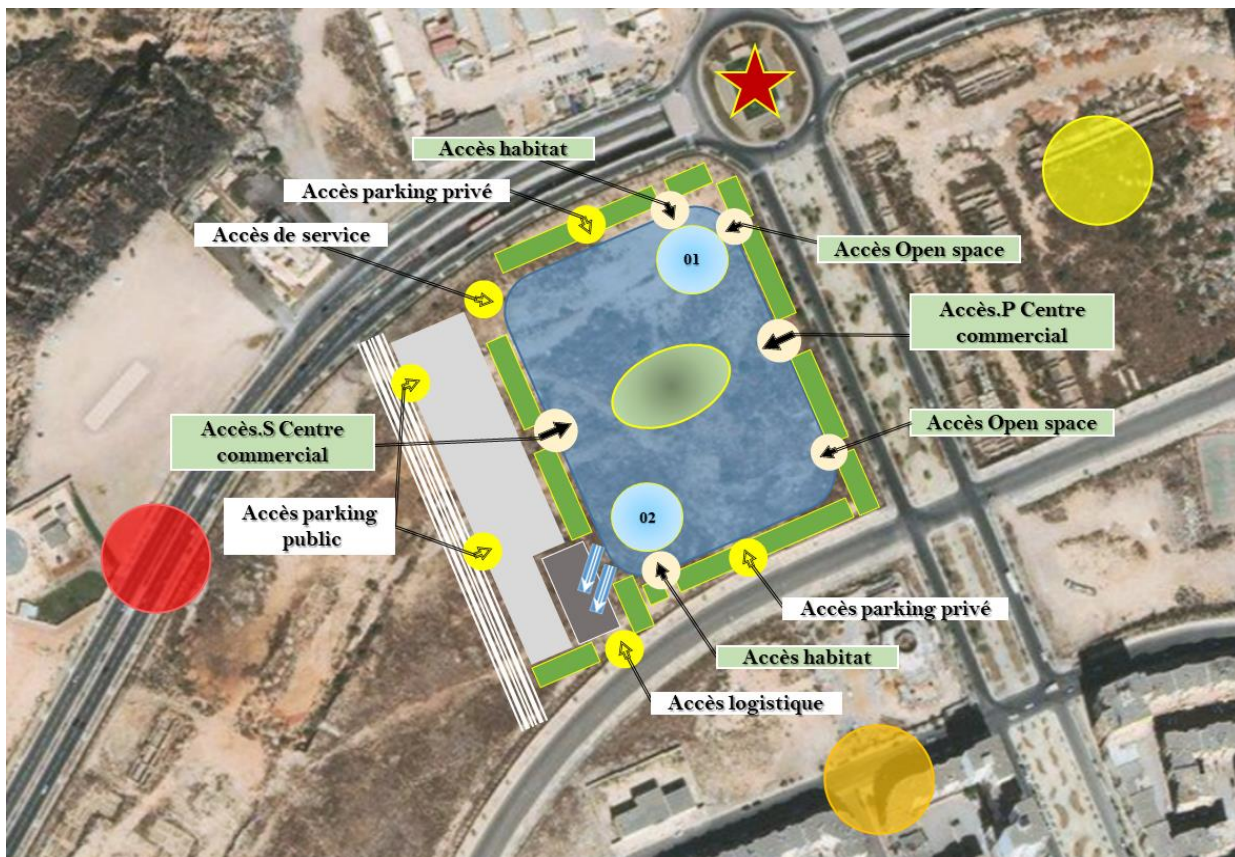 Accès habitat
Accès parking privé
Accès de service
01
Accès Open space
Accès.P Centre
commercial
Accès.S Centre
commercial
Accès Open space
Accès parking
public
02
Accès parking privé
Accès habitat
Accès logistique